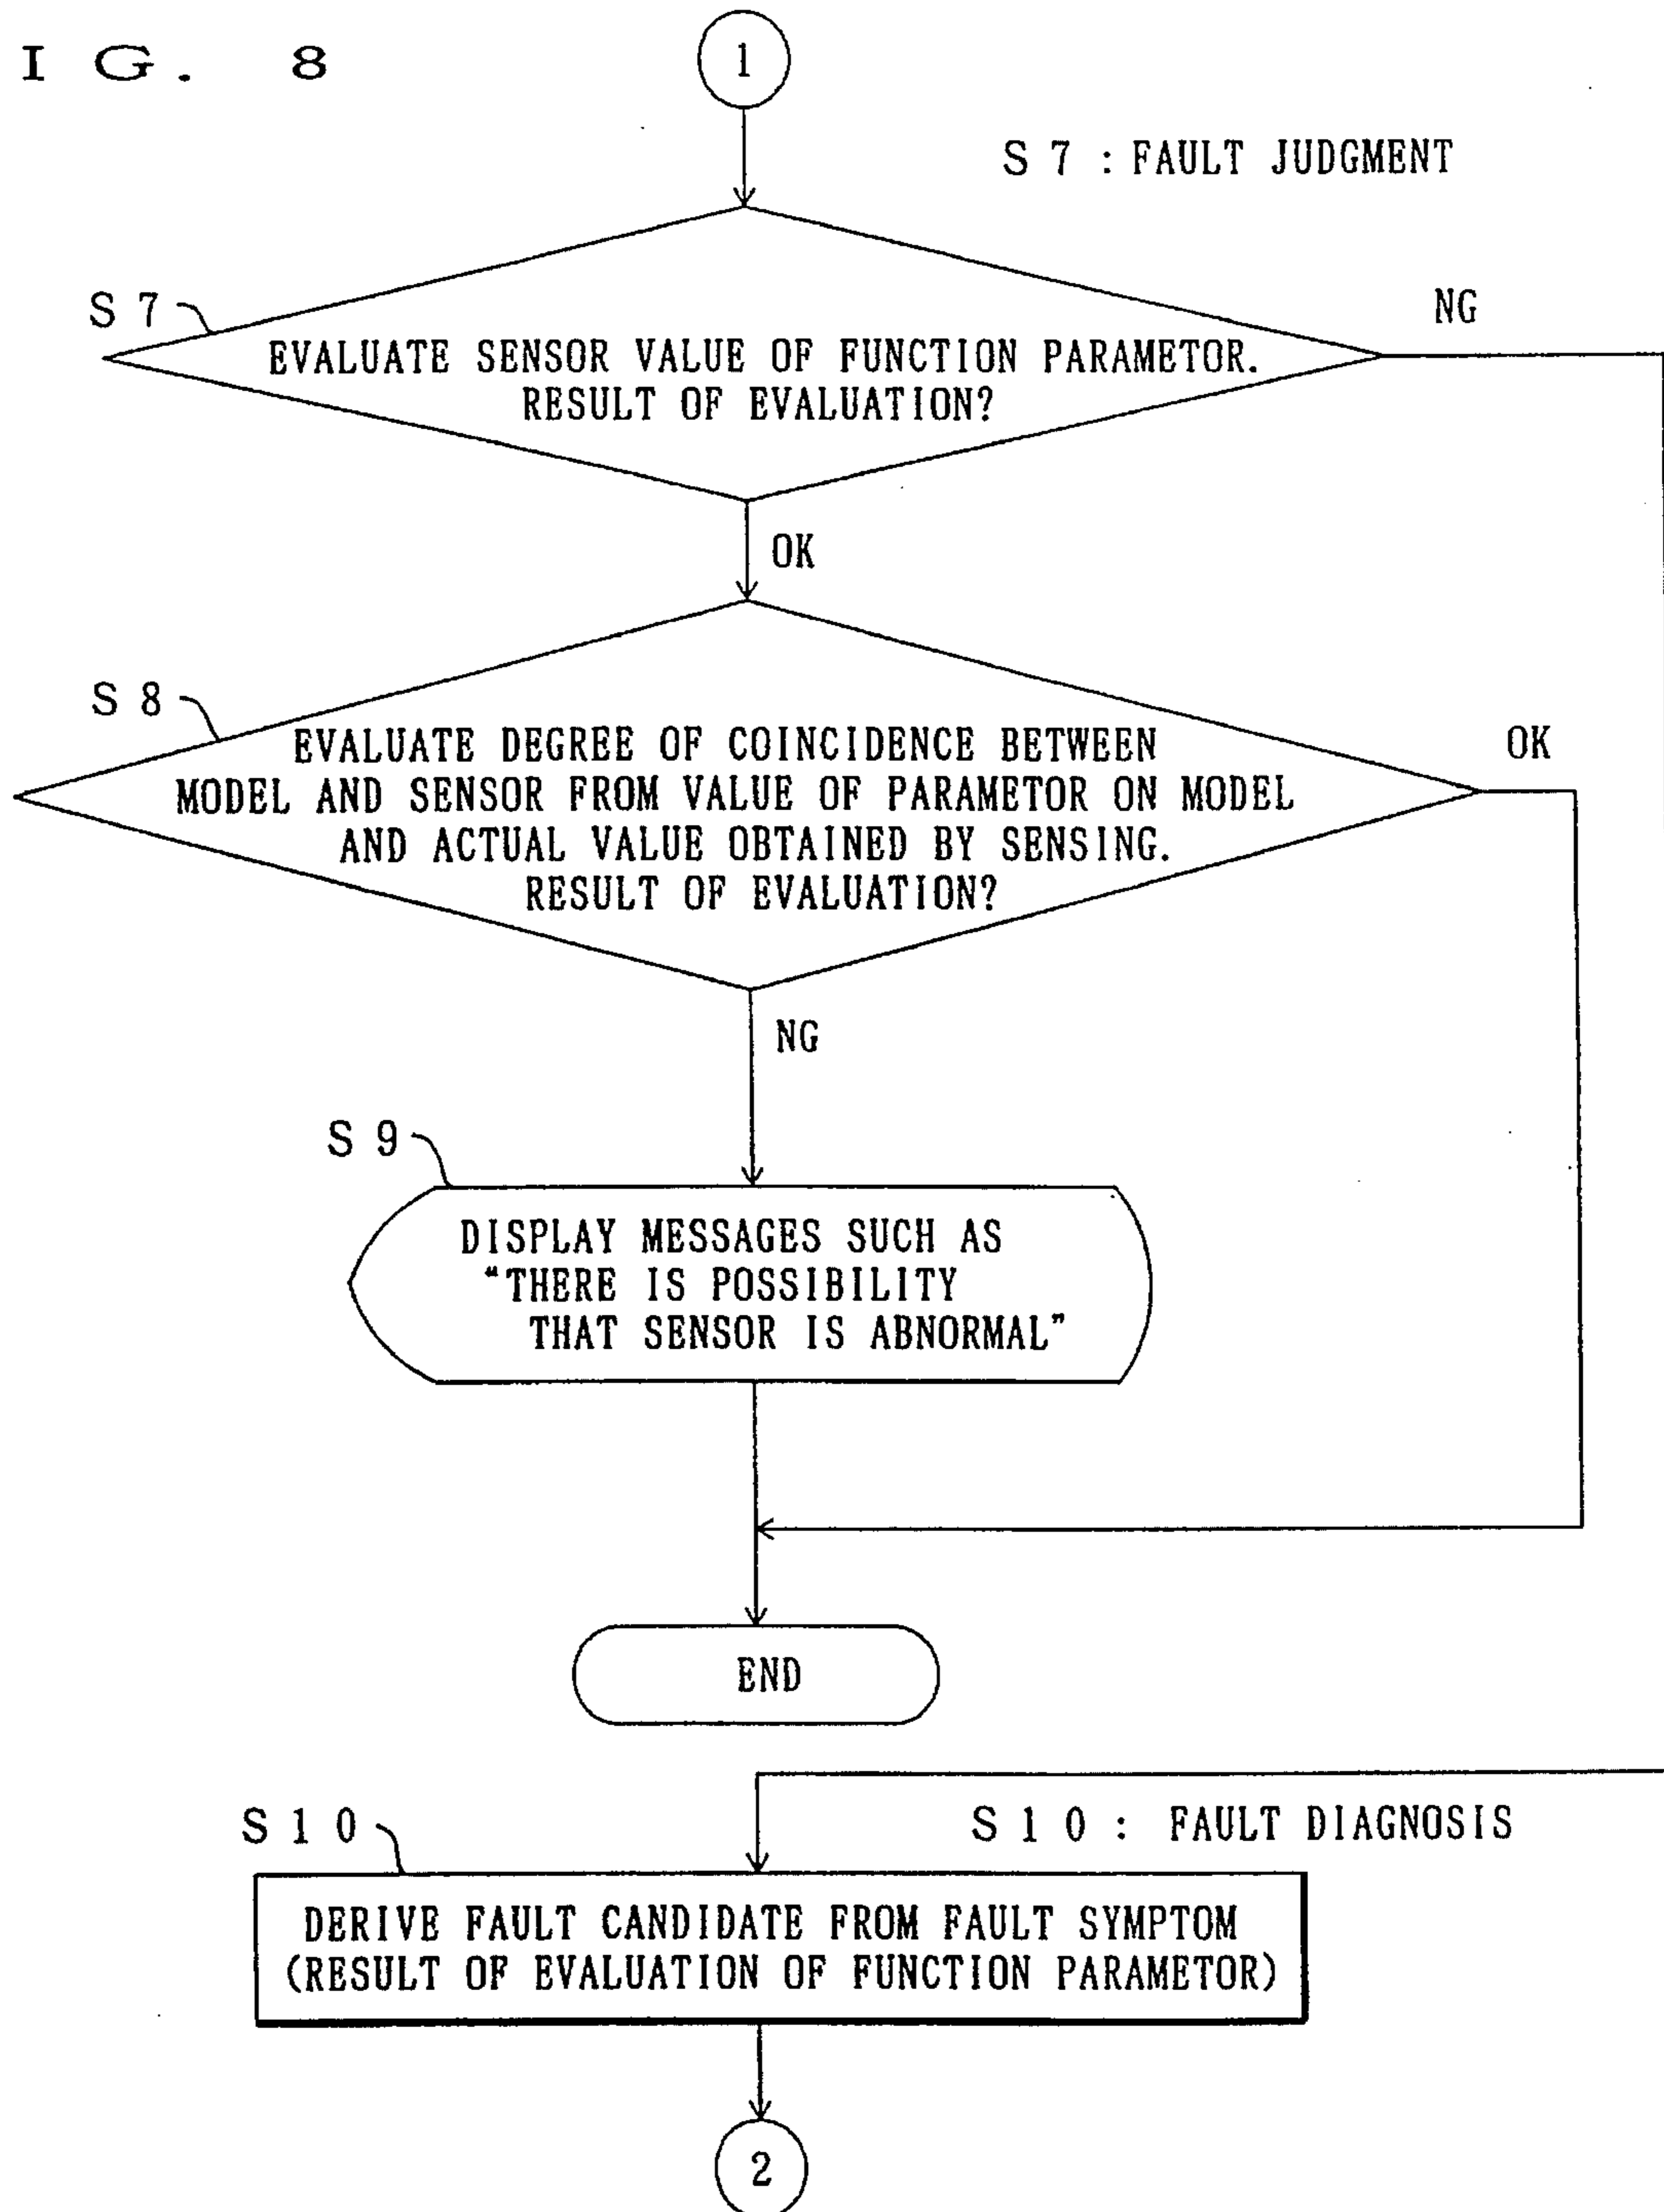 I G. 8
1
S 7 : FAULT JUDGMENT
S 7
NG
EVALUATE SENSOR VALUE OF FUNCTION PARAMETOR.
RESULT OF EVALUATION?
OK
S 8
OK
EVALUATE DEGREE OF COINCIDENCE BETWEEN
MODEL AND SENSOR FROM VALUE OF PARAMETOR ON MODEL
AND ACTUAL VALUE OBTAINED BY SENSING.
RESULT OF EVALUATION?
NG
S 9
DISPLAY MESSAGES SUCH AS
“THERE IS POSSIBILITY
THAT SENSOR IS ABNORMAL”
END
S 1 0
S 1 0 : FAULT DIAGNOSIS
DERIVE FAULT CANDIDATE FROM FAULT SYMPTOM
(RESULT OF EVALUATION OF FUNCTION PARAMETOR)
2